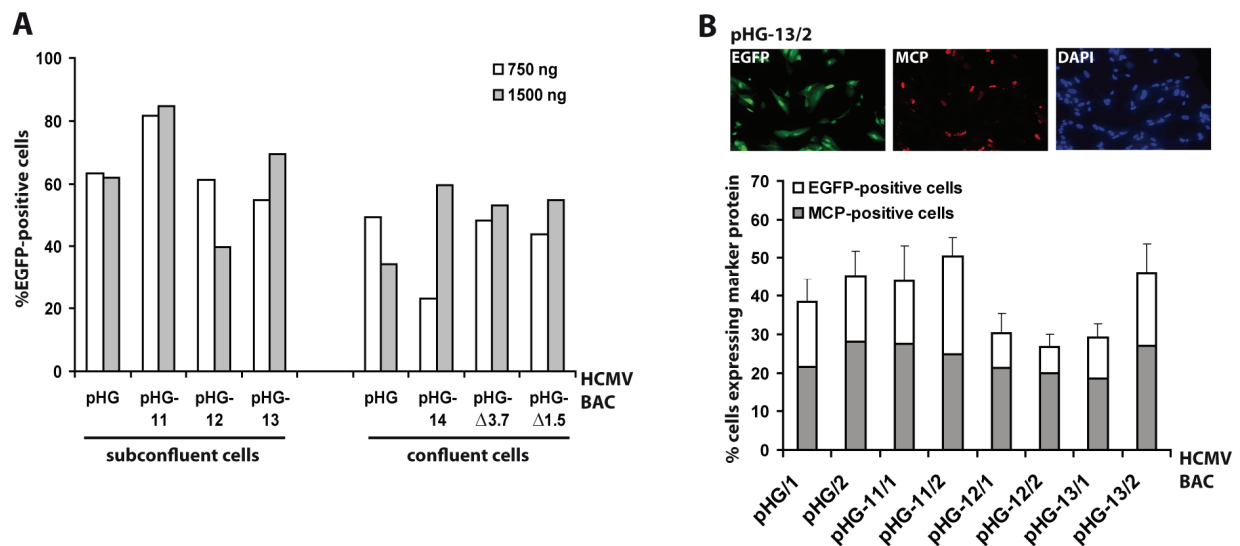 A
100
80
60
40
20
0
%EGFP-positive cells
750 ng
1500 ng
pHG pHG-11 pHG-12 pHG-13 pHG pHG-14 pHG-Δ3.7 pHG-Δ1.5
HCMV
BAC
subconfluent cells confluent cells
B
pHG-13/2
EGFP MCP DAPI
70
60
50
40
30
20
10
0
% cells expressing marker protein
EGFP-positive cells
MCP-positive cells
pHG/1 pHG/2 pHG-11/1 pHG-11/2 pHG-12/1 pHG-12/2 pHG-13/1 pHG-13/2
HCMV
BAC